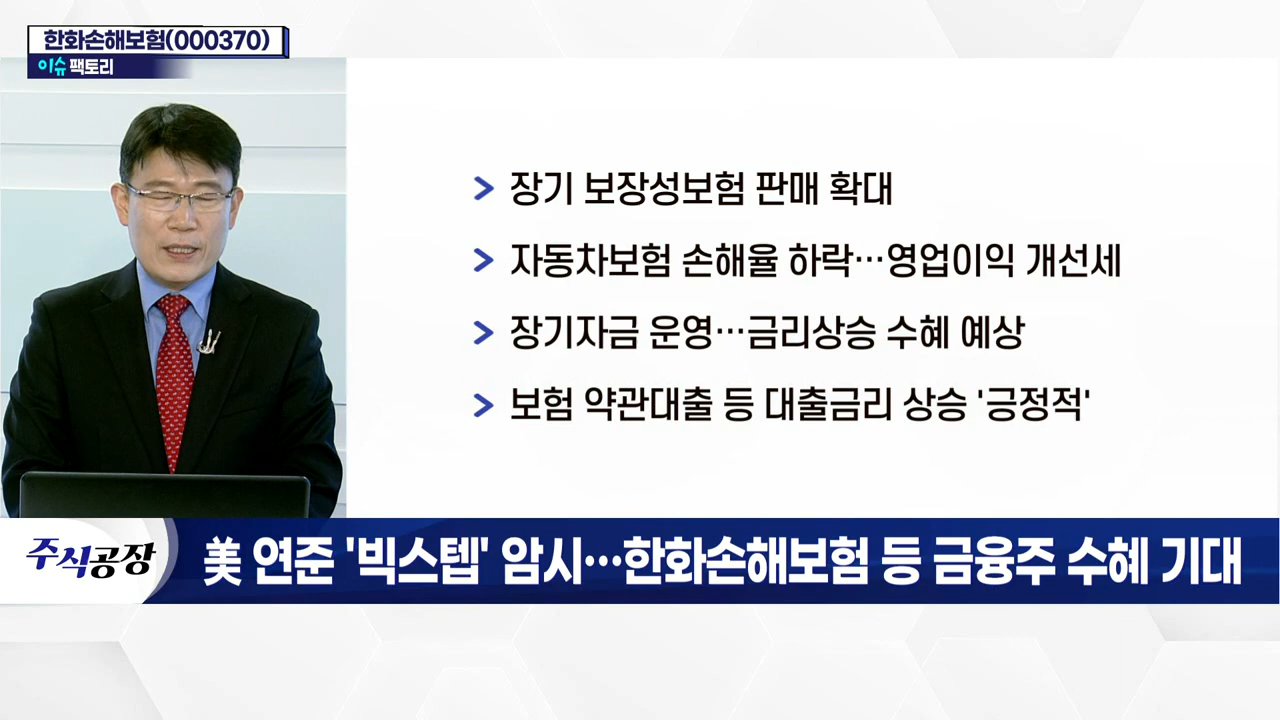 한화손해보험(000370)
이슈 팩토리
> 장기 보장성보험 판매 확대
> 자동차보험 손해율 하락…영업이익 개선세
> 장기자금 운영…금리상승 수혜 예상
> 보험 약관대출 등 대출금리 상승 '긍정적'
주식공장
美 연준 '빅스텝' 암시…한화손해보험 등 금융주 수혜 기대